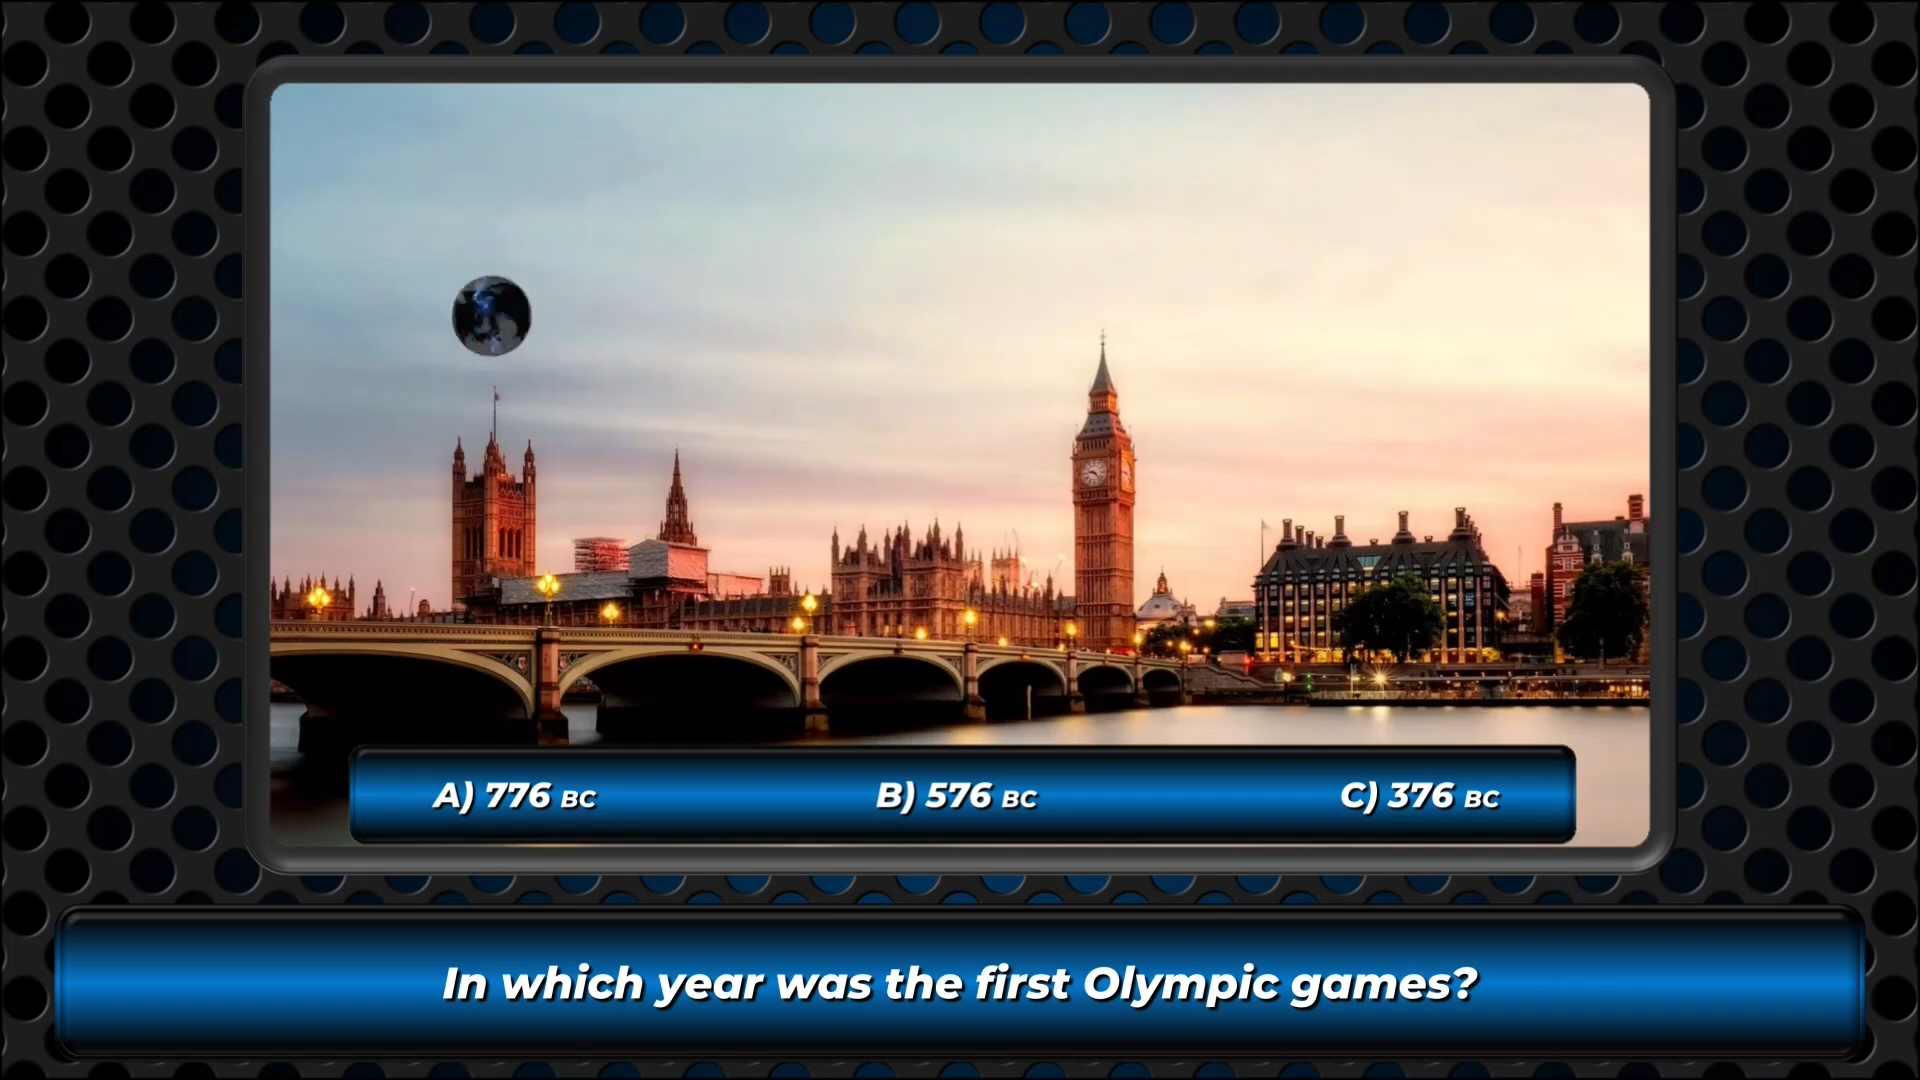 A) 776 BC B) 576 BC C) 376 BC
In which year was the first Olympic games?